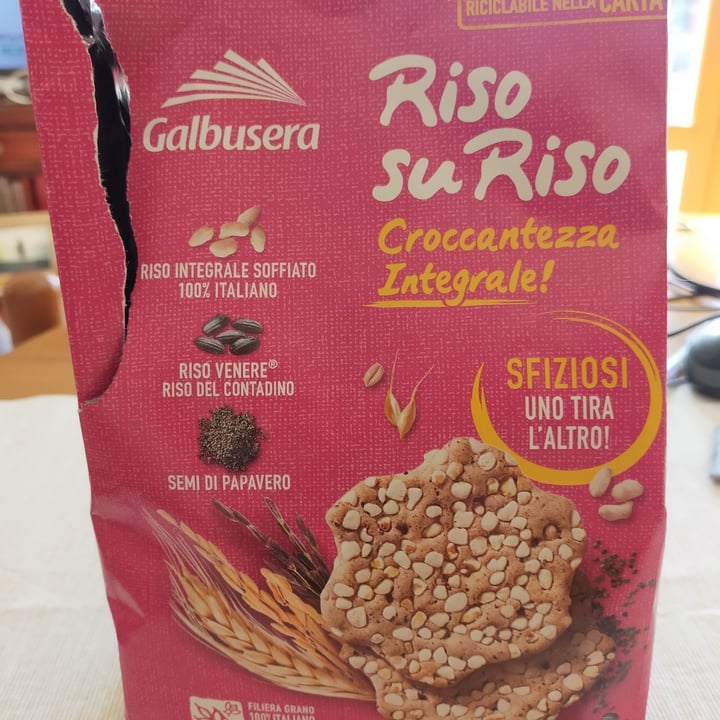 RICICLABILE NELLA CARTA
Galbusera
Riso
su Riso
Croccantezza
Integrale!
RISO INTEGRALE SOFFIATO
100% ITALIANO
RISO VENERE®
RISO DEL CONTADINO
SEMI DI PAPAVERO
SFIZIOSI
UNO TIRA
L'ALTRO!
FILIERA GRANO
100% ITALIANO